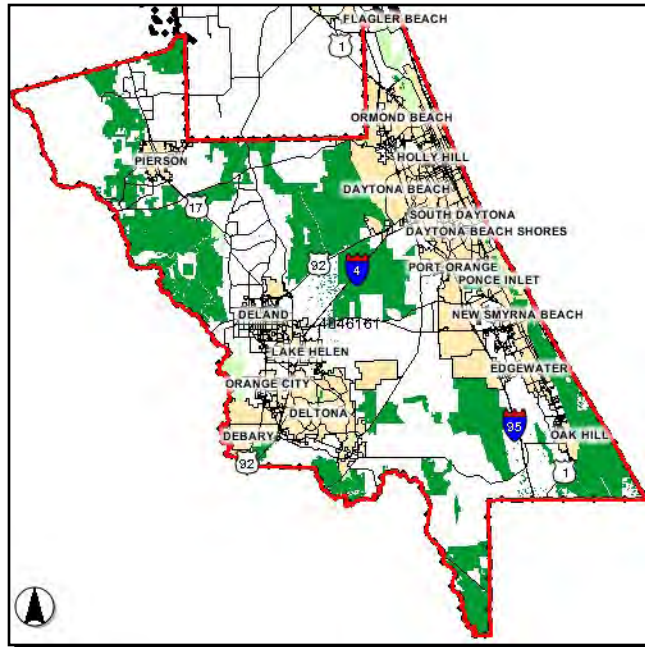 FLAGLER BEACH
1
ORMOND BEACH
HOLLY HILL
PIERSON
DAYTONA BEACH
17
SOUTH DAYTONA
DAYTONA BEACH SHORES
92
4
PORT ORANGE
PONCE INLET
DELAND
NEW SMYRNA BEACH
4046161
LAKE HELEN
EDGEWATER
ORANGE CITY
DELTONA
95
DEBARY
OAK HILL
92
1